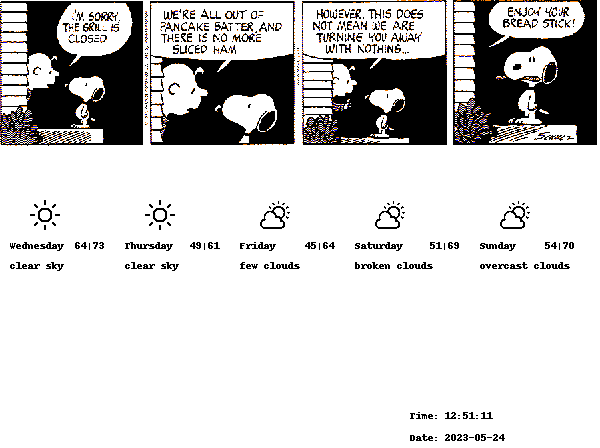 I'M SORRY,
THE GRILL IS
CLOSED
WE'RE ALL OUT OF
PANCAKE BATTER, AND
THERE IS NO MORE
SLICED HAM
HOWEVER, THIS DOES
NOT MEAN WE ARE
TURNING YOU AWAY
WITH NOTHING...
ENJOY YOUR
BREAD STICK!
SCHULZ
Wednesday 64|73
clear sky
Thursday 49|61
clear sky
Friday 45|64
few clouds
Saturday 51|69
broken clouds
Sunday 54|70
overcast clouds
Time: 12:51:11
Date: 2023-05-24